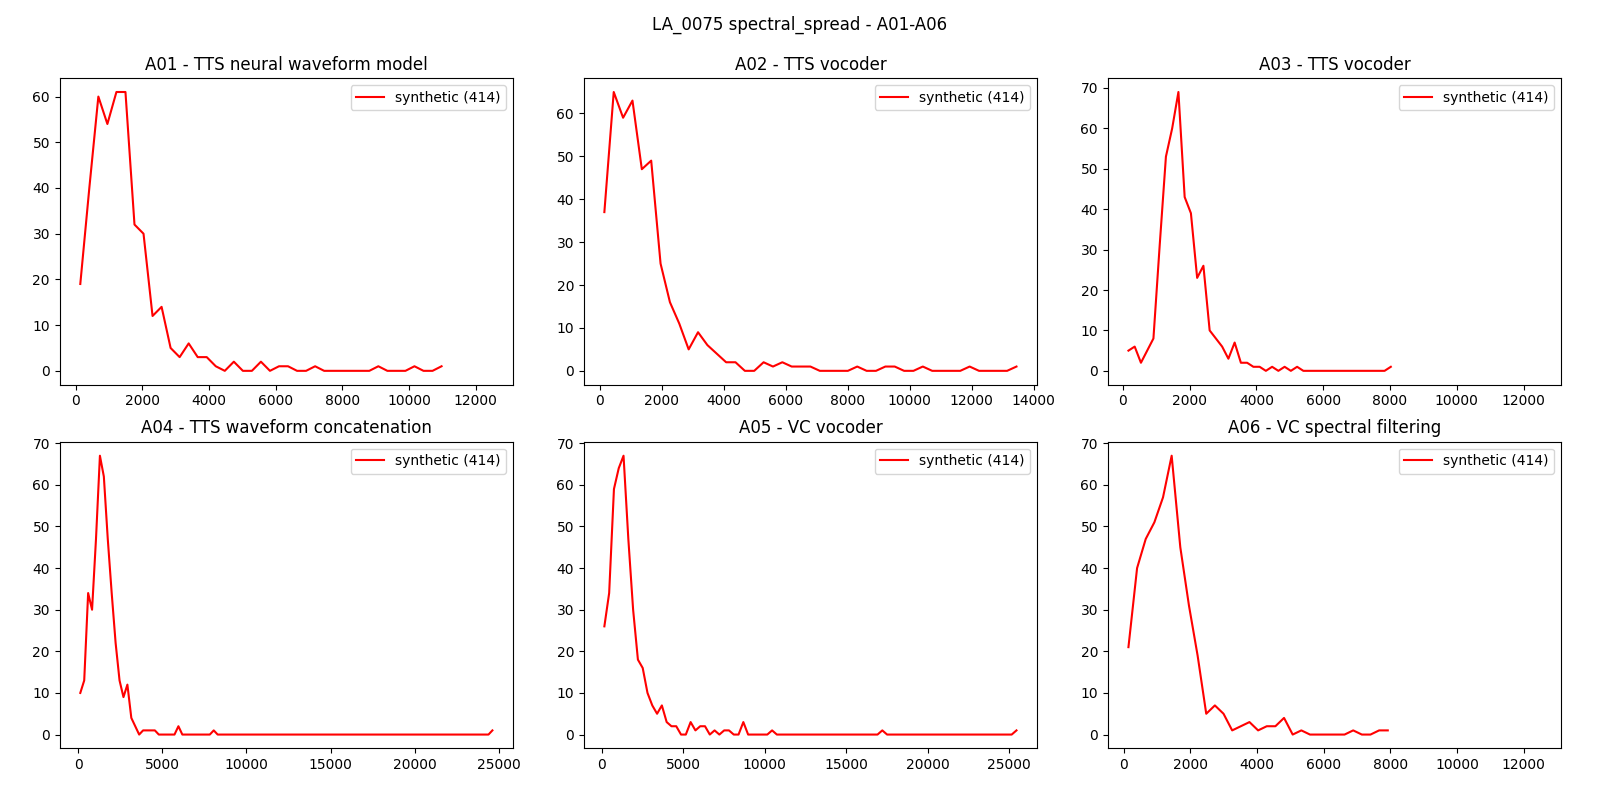 LA_0075 spectral_spread - A01-A06
A01 - TTS neural waveform model
synthetic (414)
60
50
40
30
20
10
0
0 2000 4000 6000 8000 10000 12000
A02 - TTS vocoder
synthetic (414)
60
50
40
30
20
10
0
0 2000 4000 6000 8000 10000 12000 14000
A03 - TTS vocoder
synthetic (414)
70
60
50
40
30
20
10
0
0 2000 4000 6000 8000 10000 12000
A04 - TTS waveform concatenation
synthetic (414)
70
60
50
40
30
20
10
0
0 5000 10000 15000 20000 25000
A05 - VC vocoder
synthetic (414)
70
60
50
40
30
20
10
0
0 5000 10000 15000 20000 25000
A06 - VC spectral filtering
synthetic (414)
70
60
50
40
30
20
10
0
0 2000 4000 6000 8000 10000 12000